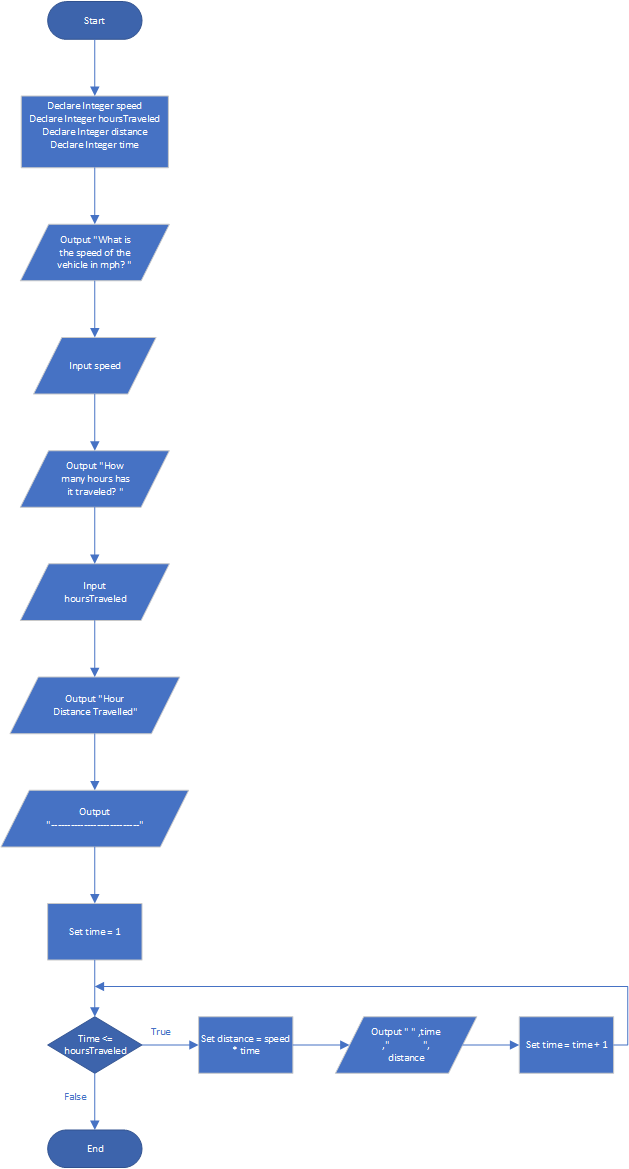 Start
Declare Integer speed
Declare Integer hoursTraveled
Declare Integer distance
Declare Integer time
Output "What is
the speed of the
vehicle in mph? "
Input speed
Output "How
many hours has
it traveled? "
Input
hoursTraveled
Output "Hour
Distance Travelled"
Output
"---------------------------"
Set time = 1
Time <=
hoursTraveled
True
Set distance = speed
* time
Output " " ,time
,"             ",
distance
Set time = time + 1
False
End